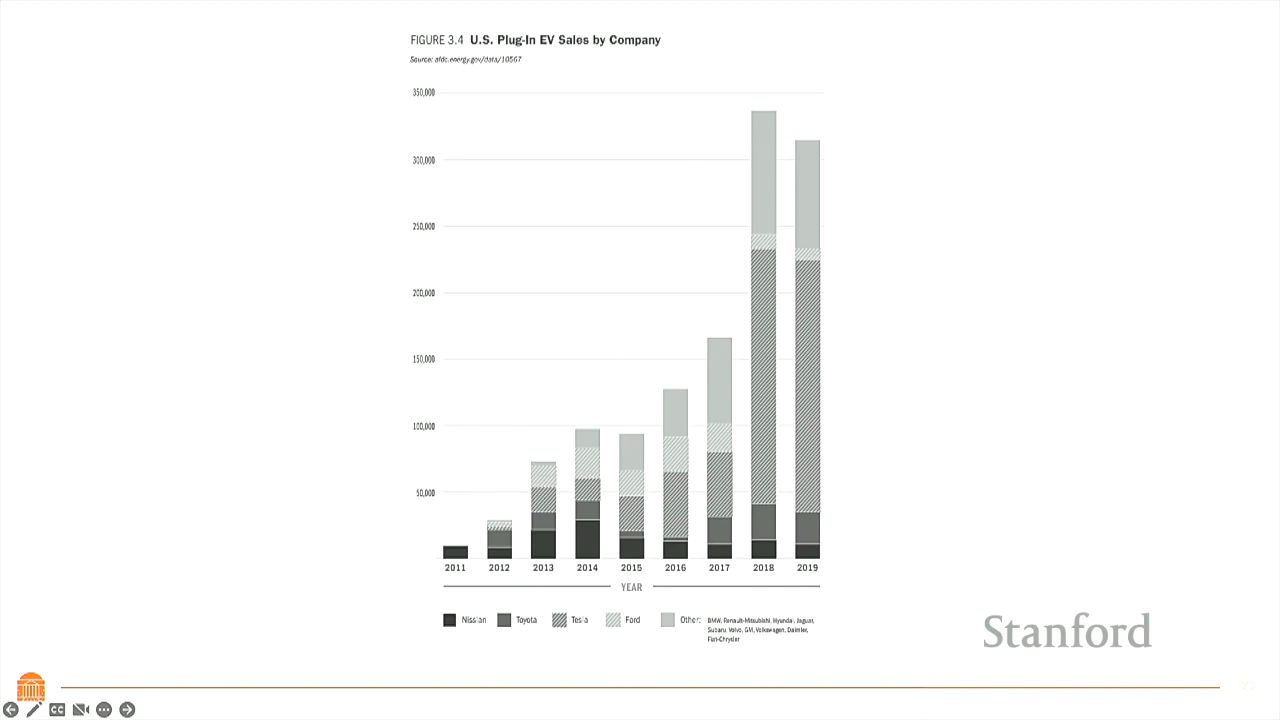 FIGURE 3.4 U.S. Plug-In EV Sales by Company
Source: afdc.energy.gov/data/10567
350,000
300,000
250,000
200,000
150,000
100,000
50,000
2011 2012 2013 2014 2015 2016 2017 2018 2019
YEAR
Nissan Toyota Tesla Ford Other: BMW, Renault-Mitsubishi, Hyundai, Jaguar,
Subaru, Volvo, GM, Volkswagen, Daimler,
Fiat-Chrysler
Stanford
CC